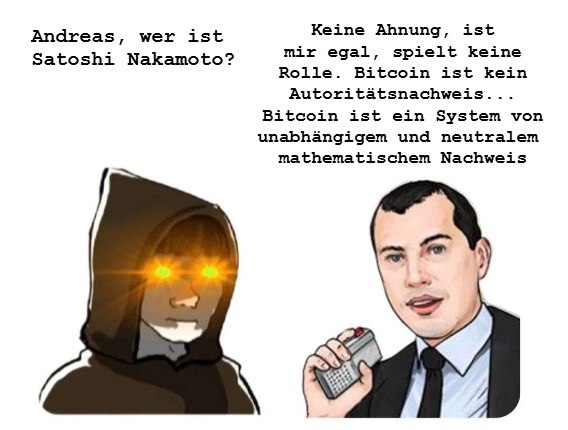 Andreas, wer ist
Satoshi Nakamoto?
Keine Ahnung, ist
mir egal, spielt keine
Rolle. Bitcoin ist kein
Autoritätsnachweis...
Bitcoin ist ein System von
unabhängigem und neutralem
mathematischem Nachweis